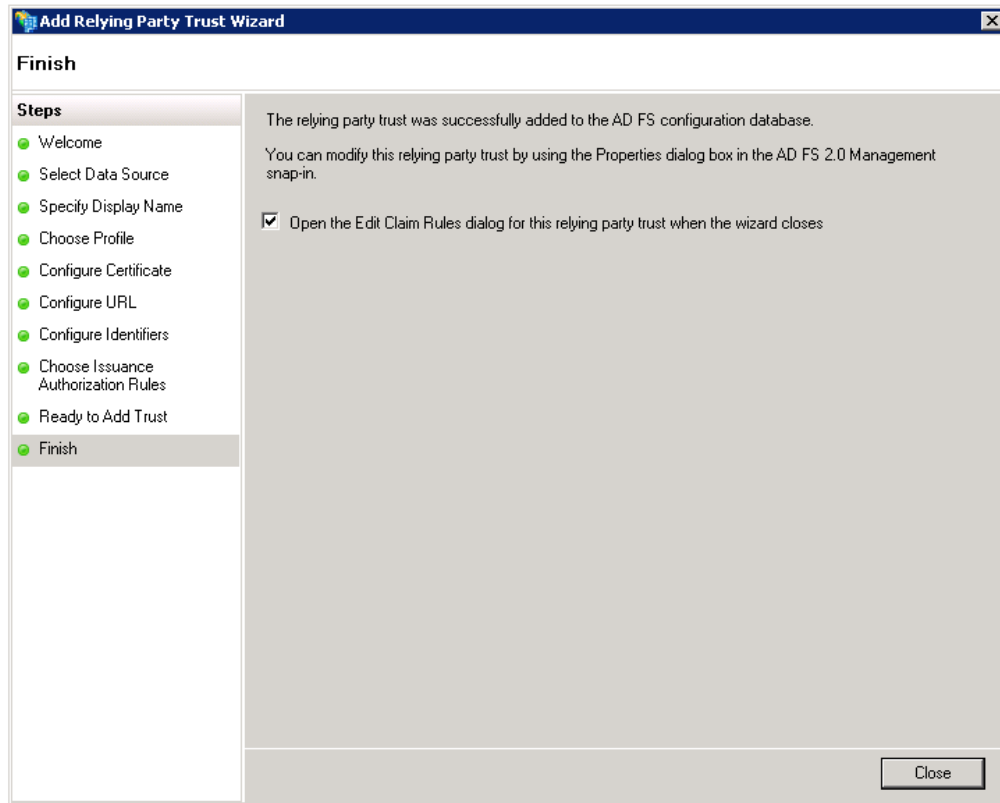 Add Relying Party Trust Wizard
Finish
Steps
Welcome
Select Data Source
Specify Display Name
Choose Profile
Configure Certificate
Configure URL
Configure Identifiers
Choose Issuance
Authorization Rules
Ready to Add Trust
Finish
The relying party trust was successfully added to the AD FS configuration database.
You can modify this relying party trust by using the Properties dialog box in the AD FS 2.0 Management
snap-in.
Open the Edit Claim Rules dialog for this relying party trust when the wizard closes
Close